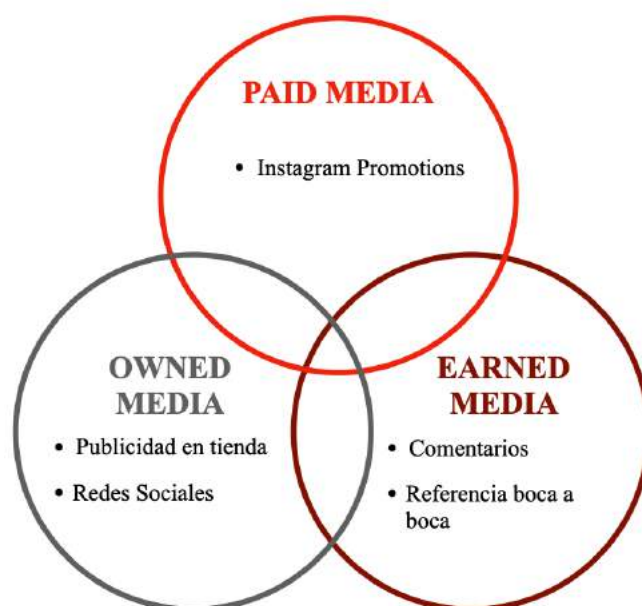 PAID MEDIA
• Instagram Promotions
OWNED
MEDIA
• Publicidad en tienda
• Redes Sociales
EARNED
MEDIA
• Comentarios
• Referencia boca a
boca